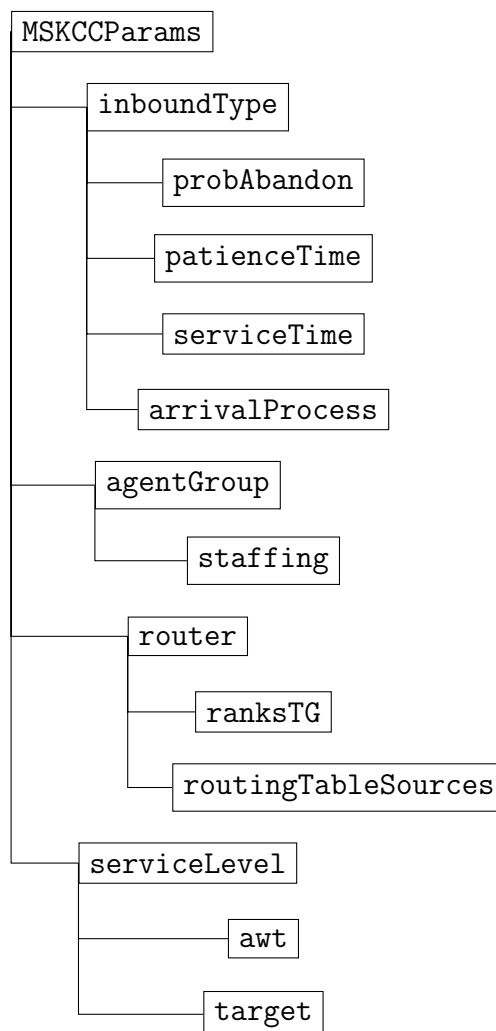 MSKCCParams
inboundType
probAbandon
patienceTime
serviceTime
arrivalProcess
agentGroup
staffing
router
ranksTG
routingTableSources
serviceLevel
awt
target